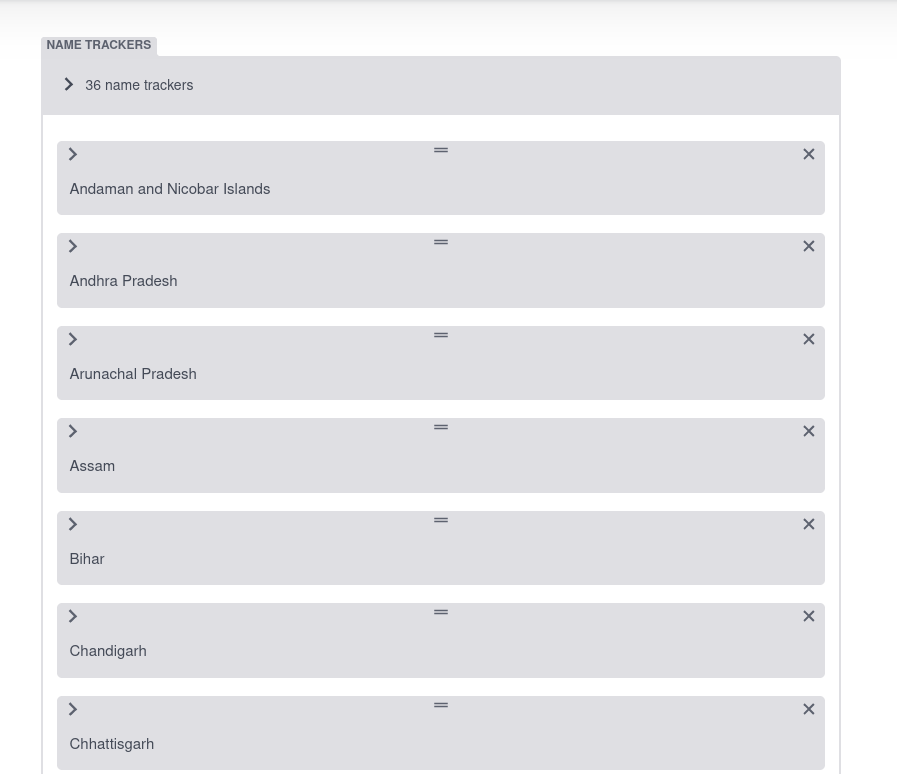 NAME TRACKERS
36 name trackers
Andaman and Nicobar Islands
Andhra Pradesh
Arunachal Pradesh
Assam
Bihar
Chandigarh
Chhattisgarh